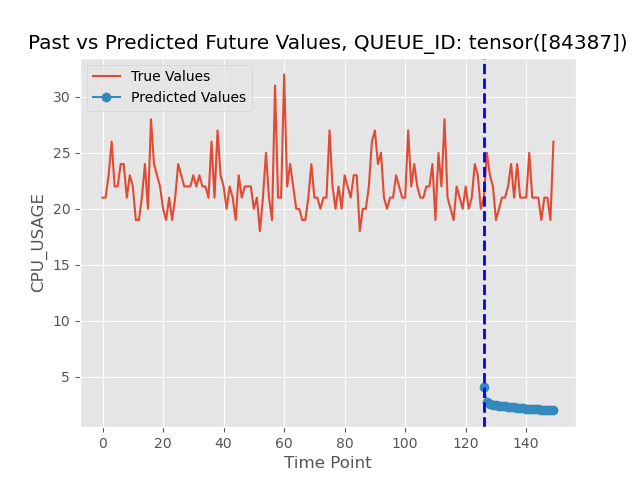 Past vs Predicted Future Values, QUEUE_ID: tensor([84387])
True Values
Predicted Values
CPU_USAGE
30
25
20
15
10
5
0 20 40 60 80 100 120 140
Time Point